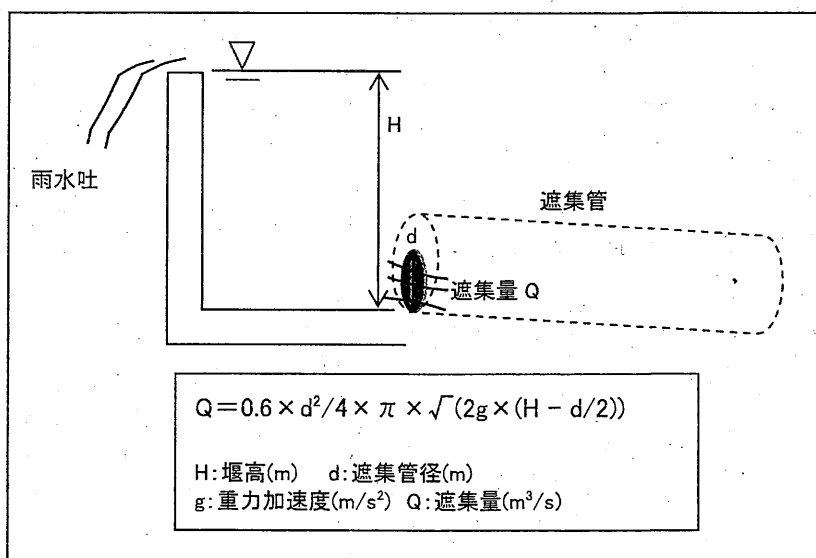 H
雨水吐
遮集管
d
遮集量 Q
Q=0.6×d²/4×π×√(2g×(H-d/2))
H:堰高(m) d:遮集管径(m)
g:重力加速度(m/s²) Q:遮集量(m³/s)